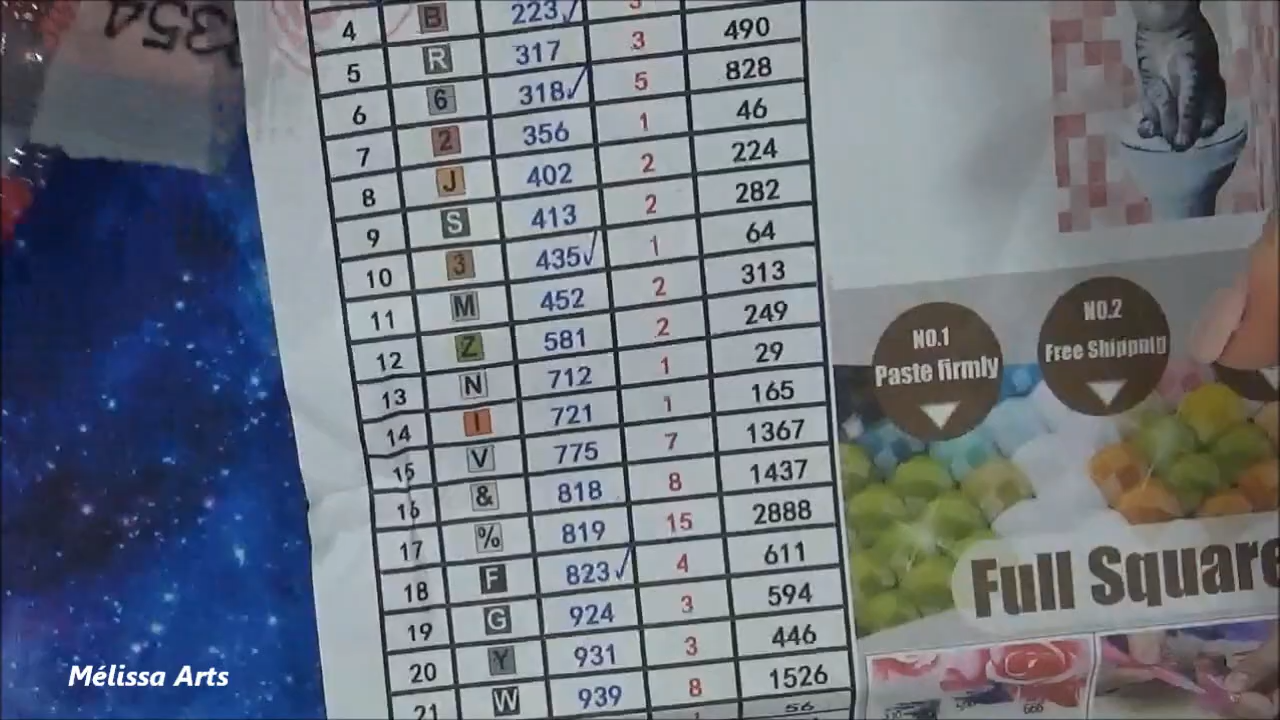 0354
4 B 223✓ 3
5 R 317 3 490
6 6 318✓ 5 828
7 2 356 1 46
8 J 402 2 224
9 S 413 2 282
10 3 435✓ 1 64
11 M 452 2 313
12 Z 581 2 249
13 N 712 1 29
14 I 721 1 165
15 V 775 7 1367
16 & 818 8 1437
17 % 819 15 2888
18 F 823✓ 4 611
19 G 924 3 594
20 Y 931 3 446
21 W 939 8 1526
56
NO.1
Paste firmly
NO.2
Free Shipping
Full Square
666
Mélissa Arts